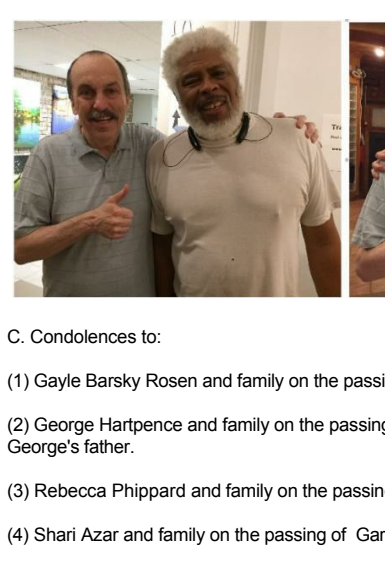 C. Condolences to:
(1) Gayle Barsky Rosen and family on the
(2) George Hartpence and family on the passing
George's father.
(3) Rebecca Phippard and family on the
(4) Shari Azar and family on the passing of